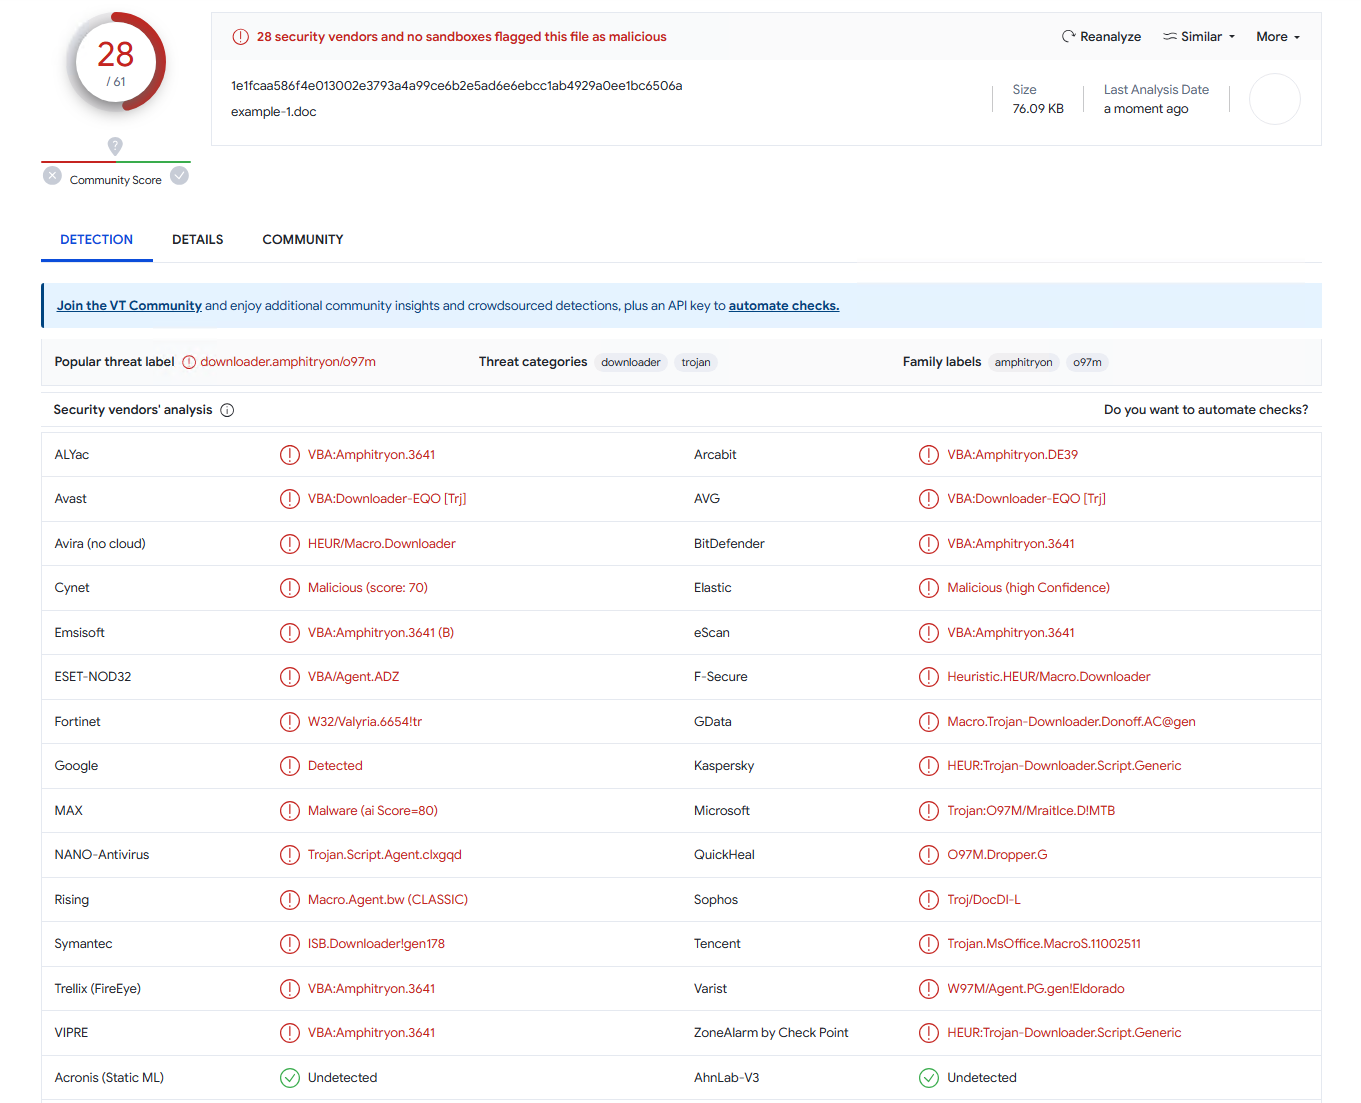 28
/ 61
Community Score
28 security vendors and no sandboxes flagged this file as malicious
Reanalyze
Similar
More
1e1fcaa586f4e013002e3793a4a99ce6b2e5ad6e6ebcc1ab4929a0ee1bc6506a
example-1.doc
Size
76.09 KB
Last Analysis Date
a moment ago
DETECTION
DETAILS
COMMUNITY
Join the VT Community and enjoy additional community insights and crowdsourced detections, plus an API key to automate checks.
Popular threat label downloader.amphitryon/o97m
Threat categories downloader trojan
Family labels amphitryon o97m
Security vendors' analysis
Do you want to automate checks?
ALYac VBA:Amphitryon.3641 Arcabit VBA:Amphitryon.DE39
Avast VBA:Downloader-EQO [Trj] AVG VBA:Downloader-EQO [Trj]
Avira (no cloud) HEUR/Macro.Downloader BitDefender VBA:Amphitryon.3641
Cynet Malicious (score: 70) Elastic Malicious (high Confidence)
Emsisoft VBA:Amphitryon.3641 (B) eScan VBA:Amphitryon.3641
ESET-NOD32 VBA/Agent.ADZ F-Secure Heuristic.HEUR/Macro.Downloader
Fortinet W32/Valyria.6654!tr GData Macro.Trojan-Downloader.Donoff.AC@gen
Google Detected Kaspersky HEUR:Trojan-Downloader.Script.Generic
MAX Malware (ai Score=80) Microsoft Trojan:O97M/Mraitlce.D!MTB
NANO-Antivirus Trojan.Script.Agent.clxgqd QuickHeal O97M.Dropper.G
Rising Macro.Agent.bw (CLASSIC) Sophos Troj/DocDl-L
Symantec ISB.Downloader!gen178 Tencent Trojan.MsOffice.MacroS.11002511
Trellix (FireEye) VBA:Amphitryon.3641 Varist W97M/Agent.PG.gen!Eldorado
VIPRE VBA:Amphitryon.3641 ZoneAlarm by Check Point HEUR:Trojan-Downloader.Script.Generic
Acronis (Static ML) Undetected AhnLab-V3 Undetected